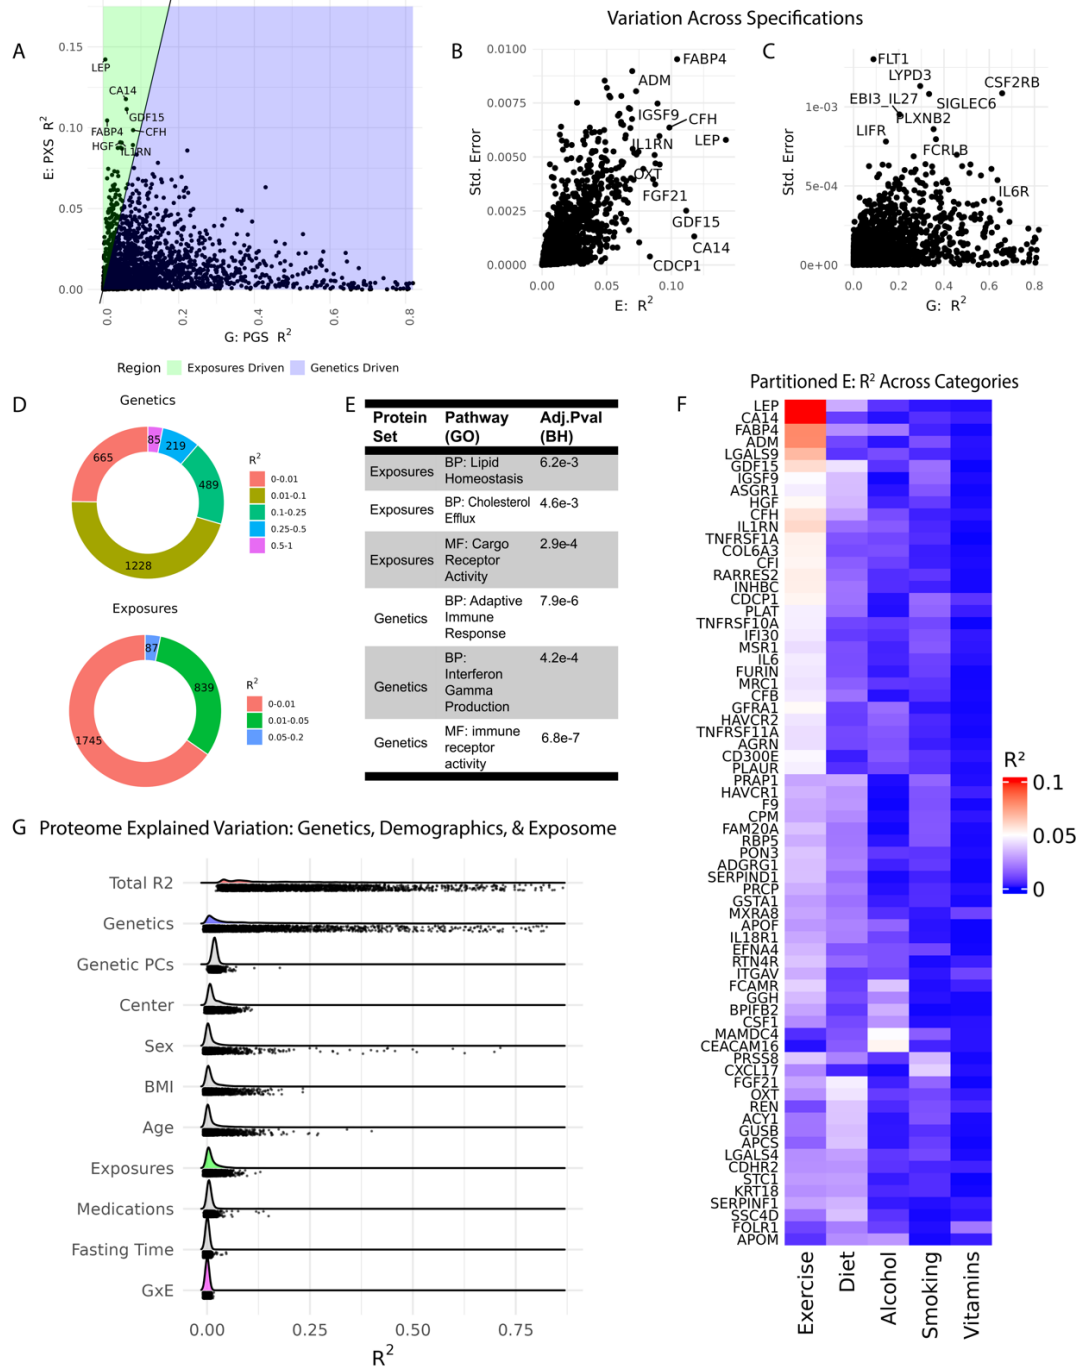 Variation Across Specifications
A
0.15
0.10
0.05
0.00
E: PXS R²
LEP
CA14
GDF15
FABP4
CFH
HGF
IL1RN
0.0
0.2
0.4
0.6
0.8
G: PGS R²
Region
Exposures Driven
Genetics Driven
B
0.0100
0.0075
0.0050
0.0025
0.0000
Std. Error
FABP4
ADM
IGSF9
CFH
LEP
IL1RN
OXT
FGF21
GDF15
CA14
CDCP1
0.00
0.05
0.10
E: R²
C
1e-03
5e-04
0e+00
Std. Error
FLT1
LYPD3
CSF2RB
EBI3_IL27
SIGLEC6
PLXNB2
LIFR
FCRLB
IL6R
0.0
0.2
0.4
0.6
0.8
G: R²
D
Genetics
85
219
489
1228
665
R²
0-0.01
0.01-0.1
0.1-0.25
0.25-0.5
0.5-1
Exposures
87
839
1745
R²
0-0.01
0.01-0.05
0.05-0.2
E
Protein Set
Pathway (GO)
Adj.Pval (BH)
Exposures
BP: Lipid
Homeostasis
6.2e-3
Exposures
BP: Cholesterol
Efflux
4.6e-3
Exposures
MF: Cargo
Receptor
Activity
2.9e-4
Genetics
BP: Adaptive
Immune
Response
7.9e-6
Genetics
BP:
Interferon
Gamma
Production
4.2e-4
Genetics
MF: immune
receptor
activity
6.8e-7
F
Partitioned E: R² Across Categories
LEP
CA14
FABP4
ADM
LGALS9
GDF15
IGSF9
ASGR1
HGF
CFH
IL1RN
TNFRSF1A
COL6A3
CFI
RARRES2
INHBC
CDCP1
PLAT
TNFRSF10A
IFI30
MSR1
IL6
FURIN
MRC1
CFB
GFRA1
HAVCR2
TNFRSF11A
AGRN
CD300E
PLAUR
PRAP1
HAVCR1
F9
CPM
FAM20A
RBP5
PON3
ADGRG1
SERPIND1
PRCP
GSTA1
MXRA8
APOF
IL18R1
EFNA4
RTN4R
ITGAV
FCAMR
GGH
BPIFB2
CSF1
MAMDC4
CEACAM16
PRSS8
CXCL17
FGF21
OXT
REN
ACY1
GUSB
APCS
LGALS4
CDHR2
STC1
KRT18
SERPINF1
SSC4D
FOLR1
APOM
Exercise
Diet
Alcohol
Smoking
Vitamins
R²
0.1
0.05
0
G Proteome Explained Variation: Genetics, Demographics, & Exposome
Total R2
Genetics
Genetic PCs
Center
Sex
BMI
Age
Exposures
Medications
Fasting Time
GxE
0.00
0.25
0.50
0.75
R²